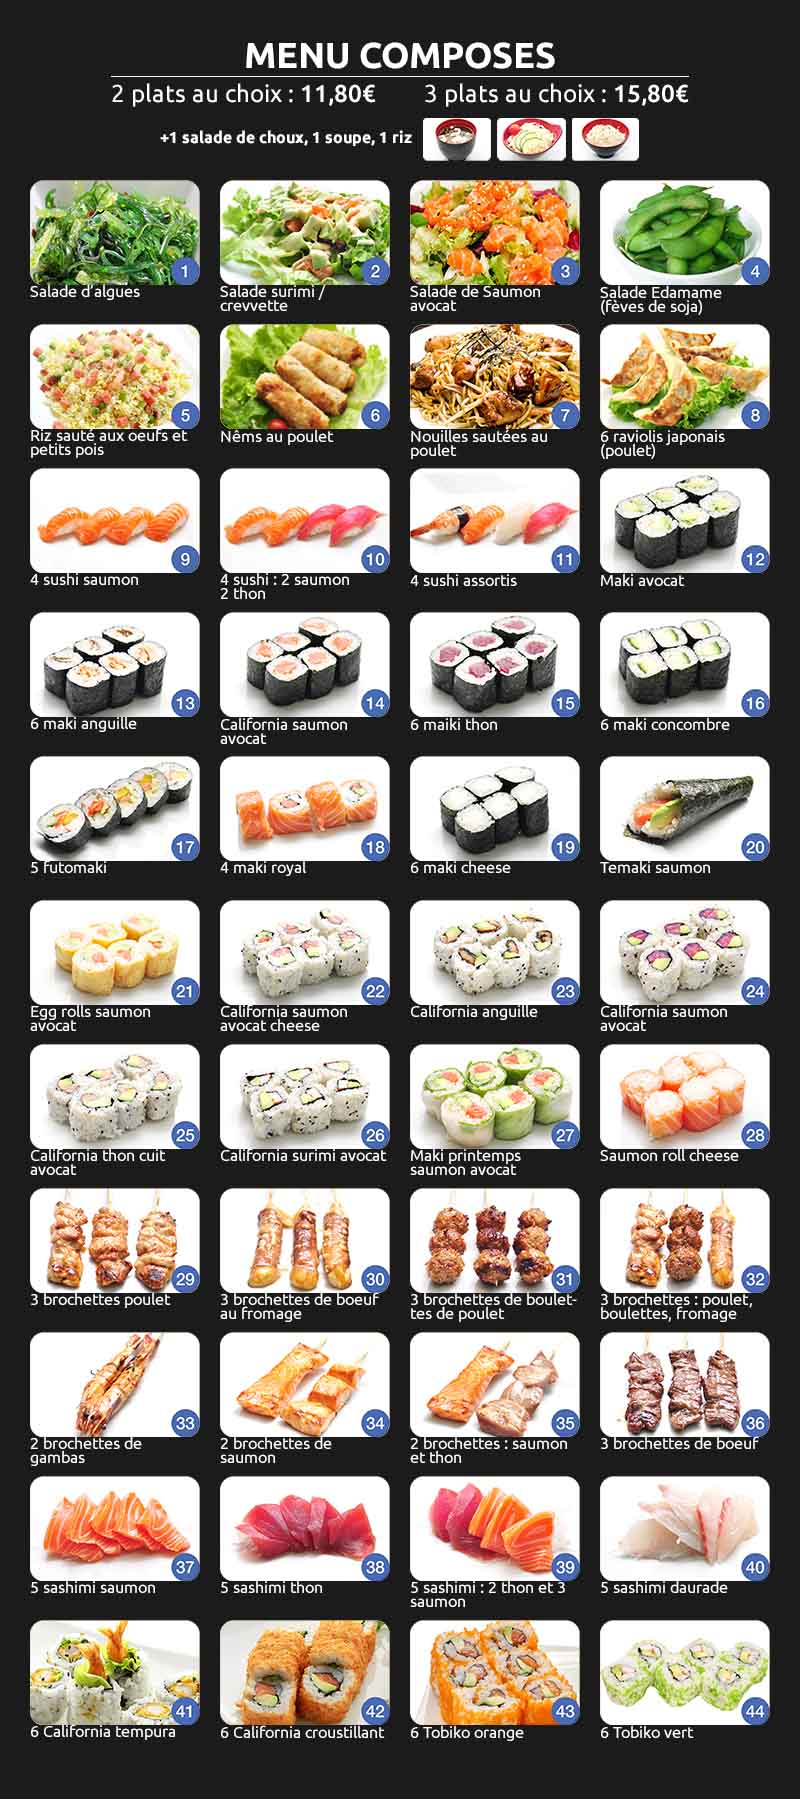 MENU COMPOSES
2 plats au choix : 11,80€ 3 plats au choix : 15,80€
+1 salade de choux, 1 soupe, 1 riz
1
Salade d'algues
2
Salade surimi /
crevvette
3
Salade de Saumon
avocat
4
Salade Edamame
(fèves de soja)
5
Riz sauté aux oeufs et
petits pois
6
Nêms au poulet
7
Nouilles sautées au
poulet
8
6 raviolis japonais
(poulet)
9
4 sushi saumon
10
4 sushi : 2 saumon
2 thon
11
4 sushi assortis
12
Maki avocat
13
6 maki anguille
14
California saumon
avocat
15
6 maiki thon
16
6 maki concombre
17
5 futomaki
18
4 maki royal
19
6 maki cheese
20
Temaki saumon
21
Egg rolls saumon
avocat
22
California saumon
avocat cheese
23
California anguille
24
California saumon
avocat
25
California thon cuit
avocat
26
California surimi avocat
27
Maki printemps
saumon avocat
28
Saumon roll cheese
29
3 brochettes poulet
30
3 brochettes de boeuf
au fromage
31
3 brochettes de boulet-
tes de poulet
32
3 brochettes : poulet,
boulettes, fromage
33
2 brochettes de
gambas
34
2 brochettes de
saumon
35
2 brochettes : saumon
et thon
36
3 brochettes de boeuf
37
5 sashimi saumon
38
5 sashimi thon
39
5 sashimi : 2 thon et 3
saumon
40
5 sashimi daurade
41
6 California tempura
42
6 California croustillant
43
6 Tobiko orange
44
6 Tobiko vert